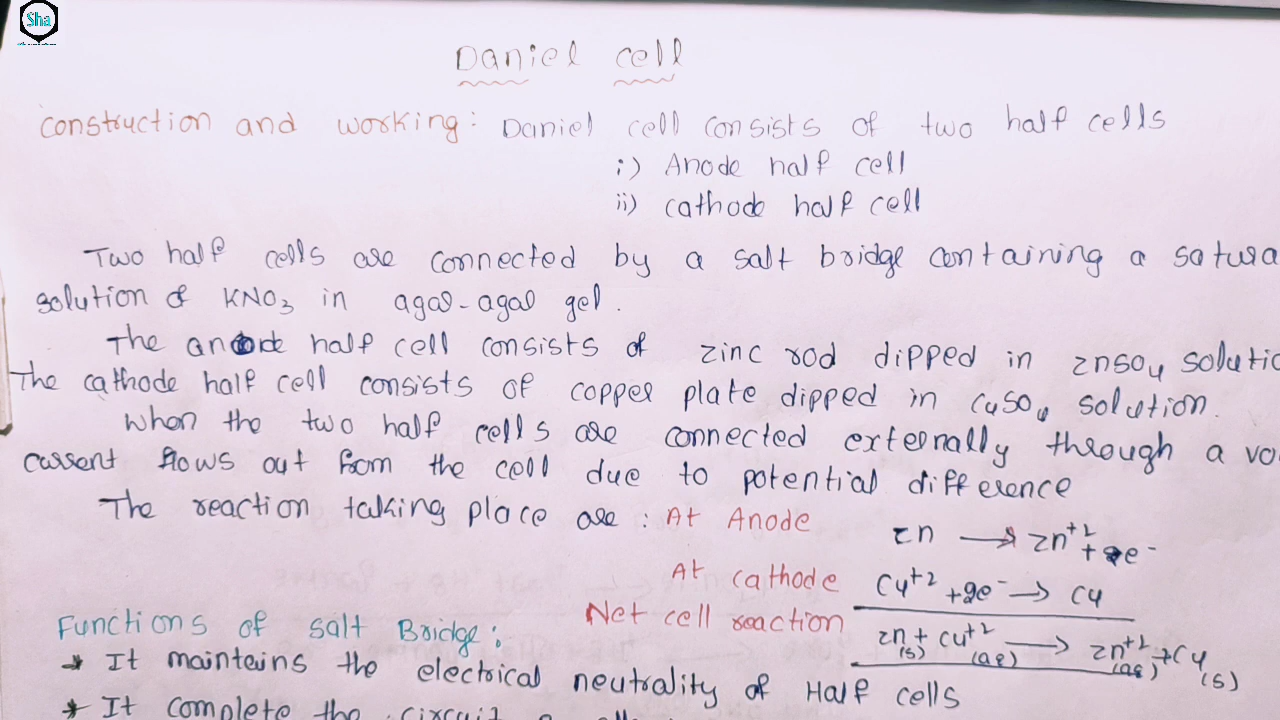 Sha
Daniel cell
construction and working: Daniel cell consists of two half cells
i) Anode half cell
ii) cathode half cell
Two half cells are connected by a salt bridge containing a satura
solution of KNO3 in agar-agar gel.
The anode half cell consists of zinc rod dipped in znso4 solutio
The cathode half cell consists of copper plate dipped in cuso4 solution.
when the two half cells are connected externally through a vo
current flows out from the cell due to potential difference
The reaction taking place are: At Anode zn → zn+2 + 2e-
At cathode cu+2 + 2e- → cu
Net cell reaction zn(s) + cu+2(aq) → zn+2(aq) + cu(s)
Functions of salt Bridge:
→ It maintains the electrical neutrality of Half cells
* It complete the circuit